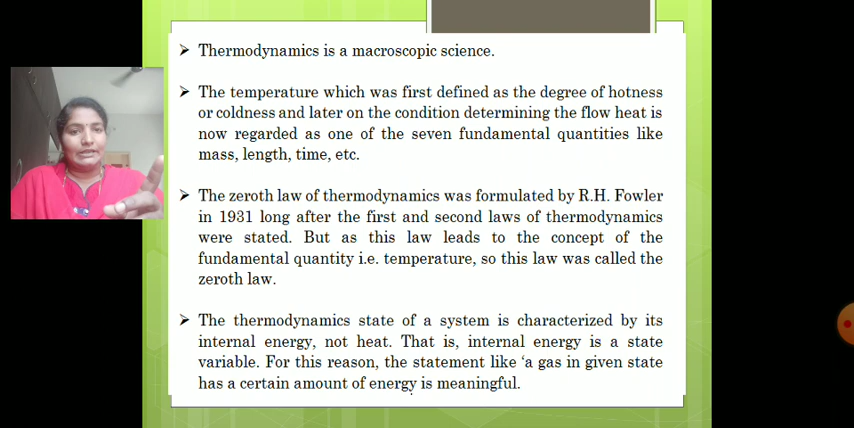 Thermodynamics is a macroscopic science.
The temperature which was first defined as the degree of hotness
or coldness and later on the condition determining the flow heat is
now regarded as one of the seven fundamental quantities like
mass, length, time, etc.
The zeroth law of thermodynamics was formulated by R.H. Fowler
in 1931 long after the first and second laws of thermodynamics
were stated. But as this law leads to the concept of the
fundamental quantity i.e. temperature, so this law was called the
zeroth law.
The thermodynamics state of a system is characterized by its
internal energy, not heat. That is, internal energy is a state
variable. For this reason, the statement like ‘a gas in given state
has a certain amount of energy is meaningful.